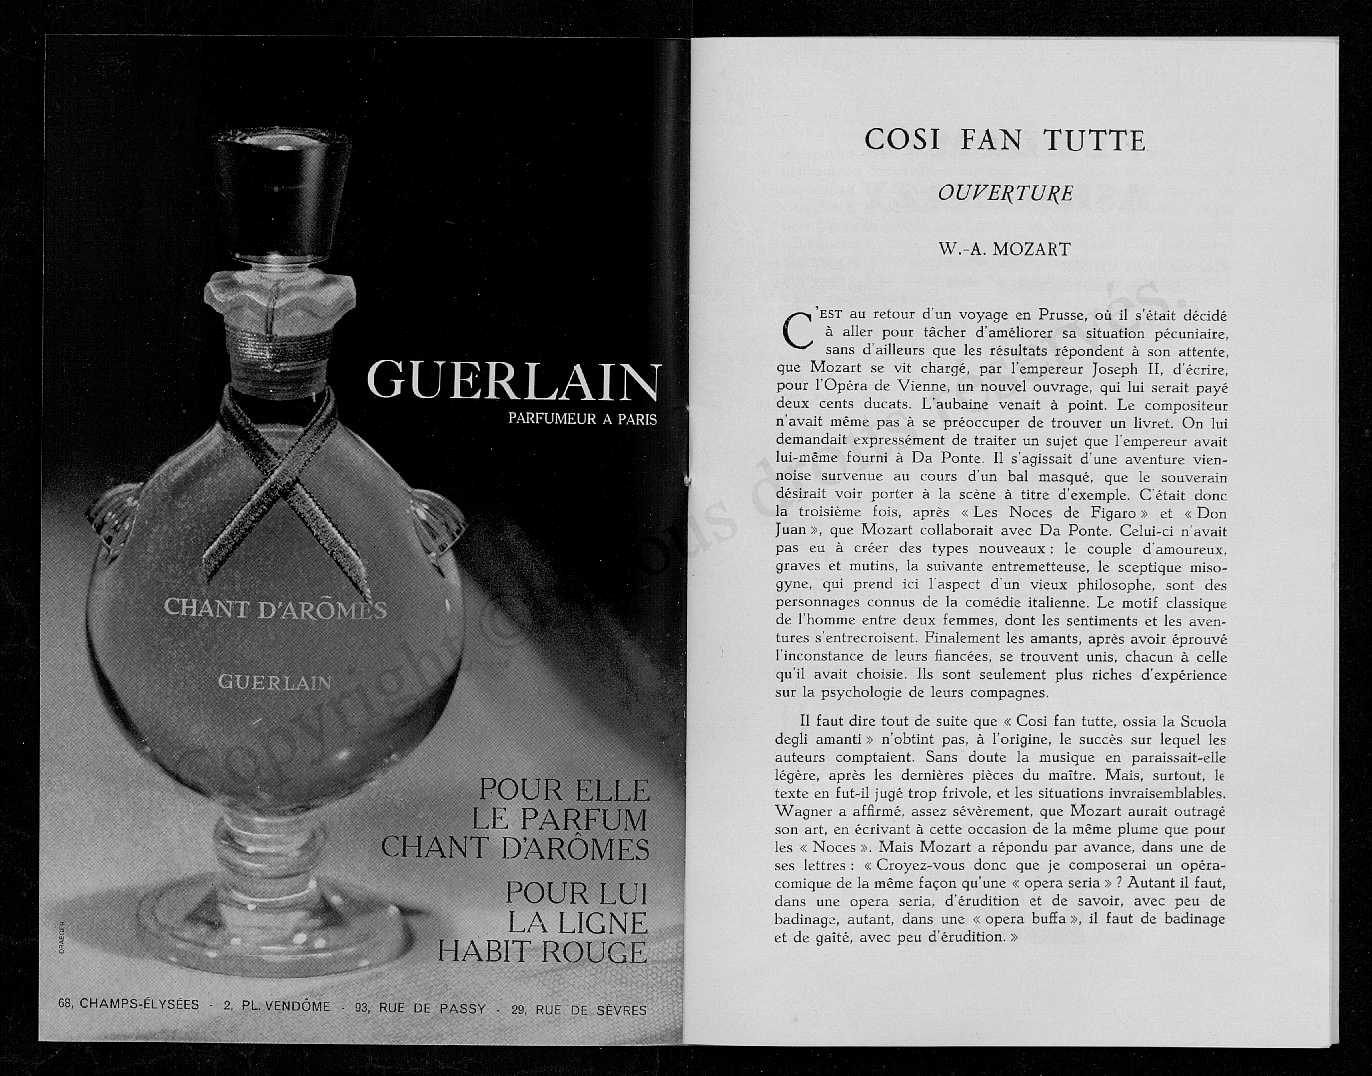 GUERLAIN
PARFUMEUR A PARIS
CHANT D'ARÔMES
GUERLAIN
POUR ELLE
LE PARFUM
CHANT D'ARÔMES
POUR LUI
LA LIGNE
HABIT ROUGE
DRAEGER
68, CHAMPS-ÉLYSÉES - 2, PL. VENDÔME - 93, RUE DE PASSY - 29, RUE DE SÈVRES
COSI FAN TUTTE
OUVERTURE
W.-A. MOZART
C'EST au retour d'un voyage en Prusse, où il s'était décidé
à aller pour tâcher d'améliorer sa situation pécuniaire,
sans d'ailleurs que les résultats répondent à son attente,
que Mozart se vit chargé, par l'empereur Joseph II, d'écrire,
pour l'Opéra de Vienne, un nouvel ouvrage, qui lui serait payé
deux cents ducats. L'aubaine venait à point. Le compositeur
n'avait même pas à se préoccuper de trouver un livret. On lui
demandait expressément de traiter un sujet que l'empereur avait
lui-même fourni à Da Ponte. Il s'agissait d'une aventure vien-
noise survenue au cours d'un bal masqué, que le souverain
désirait voir porter à la scène à titre d'exemple. C'était donc
la troisième fois, après « Les Noces de Figaro » et « Don
Juan », que Mozart collaborait avec Da Ponte. Celui-ci n'avait
pas eu à créer des types nouveaux : le couple d'amoureux,
graves et mutins, la suivante entremetteuse, le sceptique miso-
gyne, qui prend ici l'aspect d'un vieux philosophe, sont des
personnages connus de la comédie italienne. Le motif classique
de l'homme entre deux femmes, dont les sentiments et les aven-
tures s'entrecroisent. Finalement les amants, après avoir éprouvé
l'inconstance de leurs fiancées, se trouvent unis, chacun à celle
qu'il avait choisie. Ils sont seulement plus riches d'expérience
sur la psychologie de leurs compagnes.
Il faut dire tout de suite que « Cosi fan tutte, ossia la Scuola
degli amanti » n'obtint pas, à l'origine, le succès sur lequel les
auteurs comptaient. Sans doute la musique en paraissait-elle
légère, après les dernières pièces du maître. Mais, surtout, le
texte en fut-il jugé trop frivole, et les situations invraisemblables.
Wagner a affirmé, assez sévèrement, que Mozart aurait outragé
son art, en écrivant à cette occasion de la même plume que pour
les « Noces ». Mais Mozart a répondu par avance, dans une de
ses lettres : « Croyez-vous donc que je composerai un opéra-
comique de la même façon qu'une « opera seria » ? Autant il faut,
dans une opera seria, d'érudition et de savoir, avec peu de
badinage, autant, dans une « opera buffa », il faut de badinage
et de gaîté, avec peu d'érudition. »
Copyright © tous droits réservés.